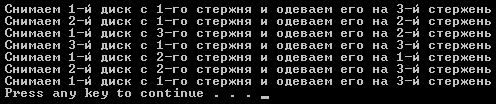 Снимаем 1-й диск с 1-го стержня и одеваем его на 3-й стержень
Снимаем 2-й диск с 1-го стержня и одеваем его на 2-й стержень
Снимаем 1-й диск с 3-го стержня и одеваем его на 2-й стержень
Снимаем 3-й диск с 1-го стержня и одеваем его на 3-й стержень
Снимаем 1-й диск с 2-го стержня и одеваем его на 1-й стержень
Снимаем 2-й диск с 2-го стержня и одеваем его на 3-й стержень
Снимаем 1-й диск с 1-го стержня и одеваем его на 3-й стержень
Press any key to continue . . . _